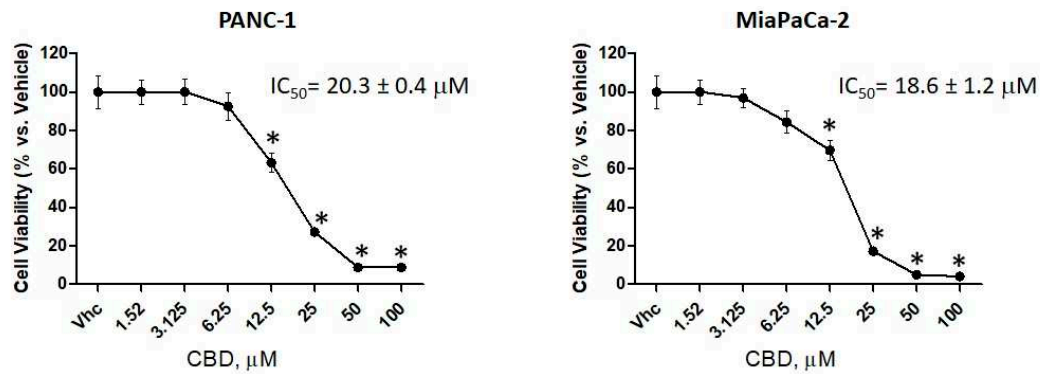 PANC-1
IC50= 20.3 ± 0.4 µM
Cell Viability (% vs. Vehicle)
120
100
80
60
40
20
0
*
*
*
*
Vhc 1.52 3.125 6.25 12.5 25 50 100
CBD, µM
MiaPaCa-2
IC50= 18.6 ± 1.2 µM
Cell Viability (% vs. Vehicle)
120
100
80
60
40
20
0
*
*
*
*
Vhc 1.52 3.125 6.25 12.5 25 50 100
CBD, µM